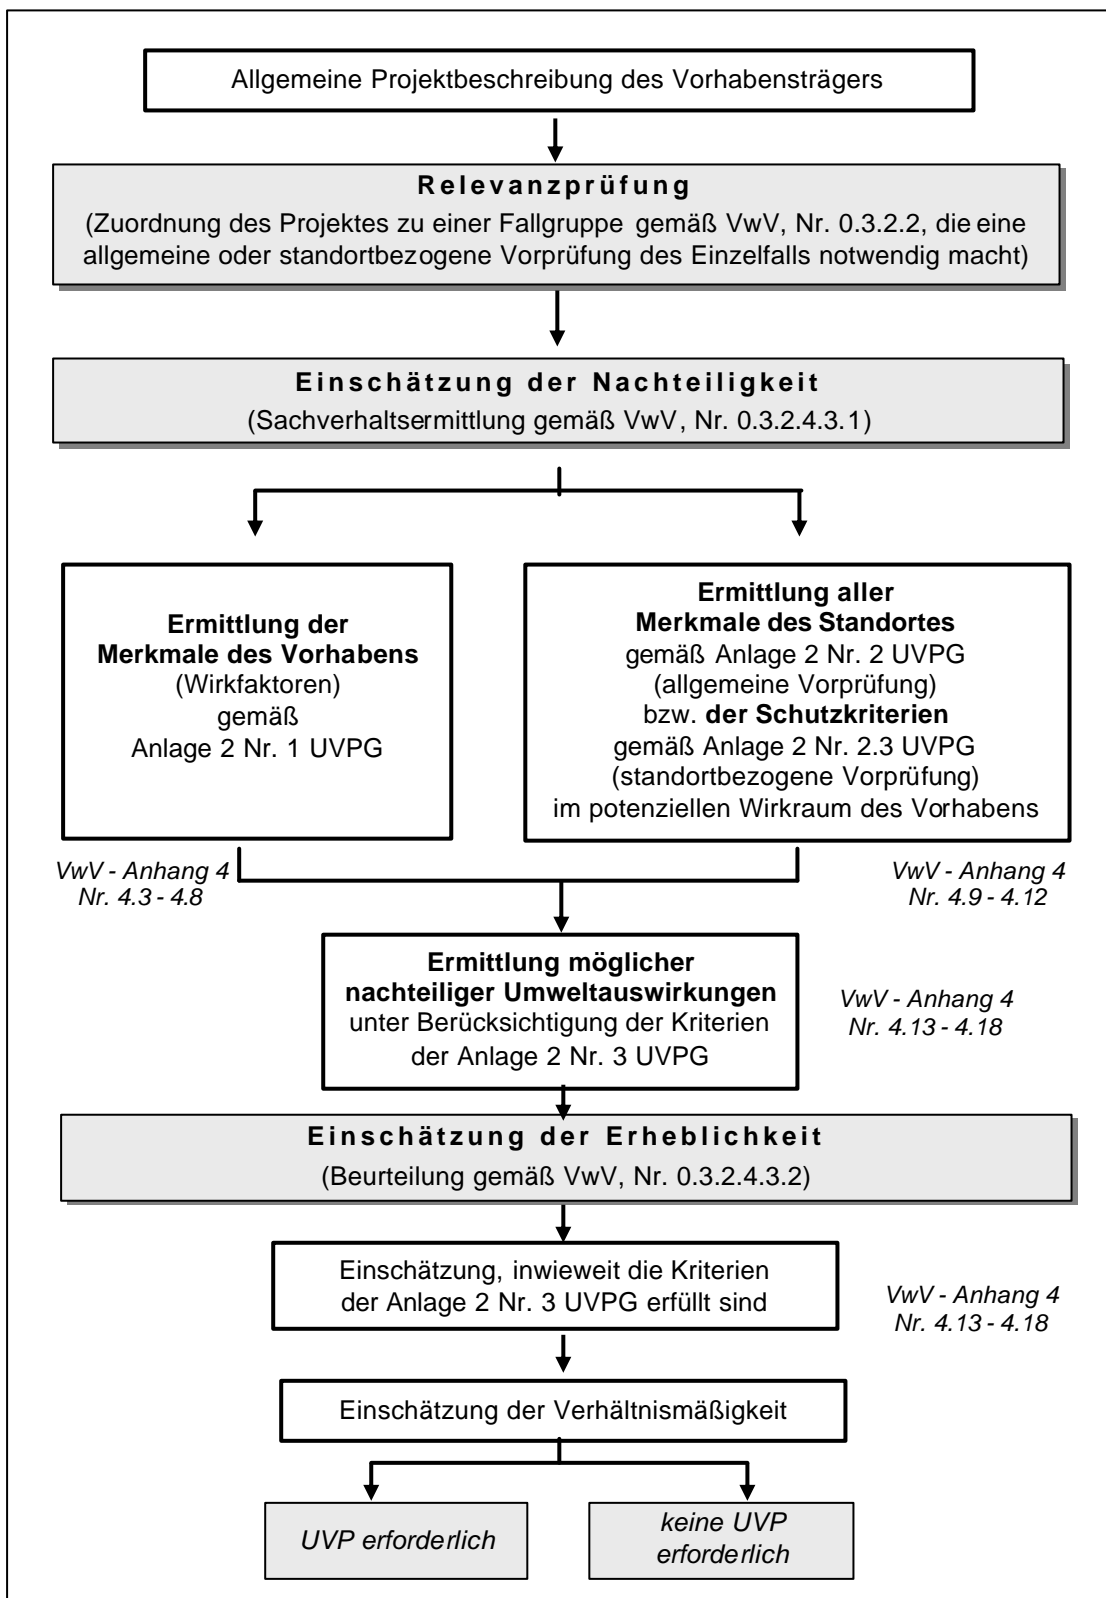 Allgemeine Projektbeschreibung des Vorhabensträgers
Relevanzprüfung
(Zuordnung des Projektes zu einer Fallgruppe gemäß VwV, Nr. 0.3.2.2, die eine
allgemeine oder standortbezogene Vorprüfung des Einzelfalls notwendig macht)
Einschätzung der Nachteiligkeit
(Sachverhaltsermittlung gemäß VwV, Nr. 0.3.2.4.3.1)
Ermittlung der
Merkmale des Vorhabens
(Wirkfaktoren)
gemäß
Anlage 2 Nr. 1 UVPG
Ermittlung aller
Merkmale des Standortes
gemäß Anlage 2 Nr. 2 UVPG
(allgemeine Vorprüfung)
bzw. der Schutzkriterien
gemäß Anlage 2 Nr. 2.3 UVPG
(standortbezogene Vorprüfung)
im potenziellen Wirkraum des Vorhabens
VwV - Anhang 4
Nr. 4.3 - 4.8
VwV - Anhang 4
Nr. 4.9 - 4.12
Ermittlung möglicher
nachteiliger Umweltauswirkungen
unter Berücksichtigung der Kriterien
der Anlage 2 Nr. 3 UVPG
VwV - Anhang 4
Nr. 4.13 - 4.18
Einschätzung der Erheblichkeit
(Beurteilung gemäß VwV, Nr. 0.3.2.4.3.2)
Einschätzung, inwieweit die Kriterien
der Anlage 2 Nr. 3 UVPG erfüllt sind
VwV - Anhang 4
Nr. 4.13 - 4.18
Einschätzung der Verhältnismäßigkeit
UVP erforderlich
keine UVP
erforderlich